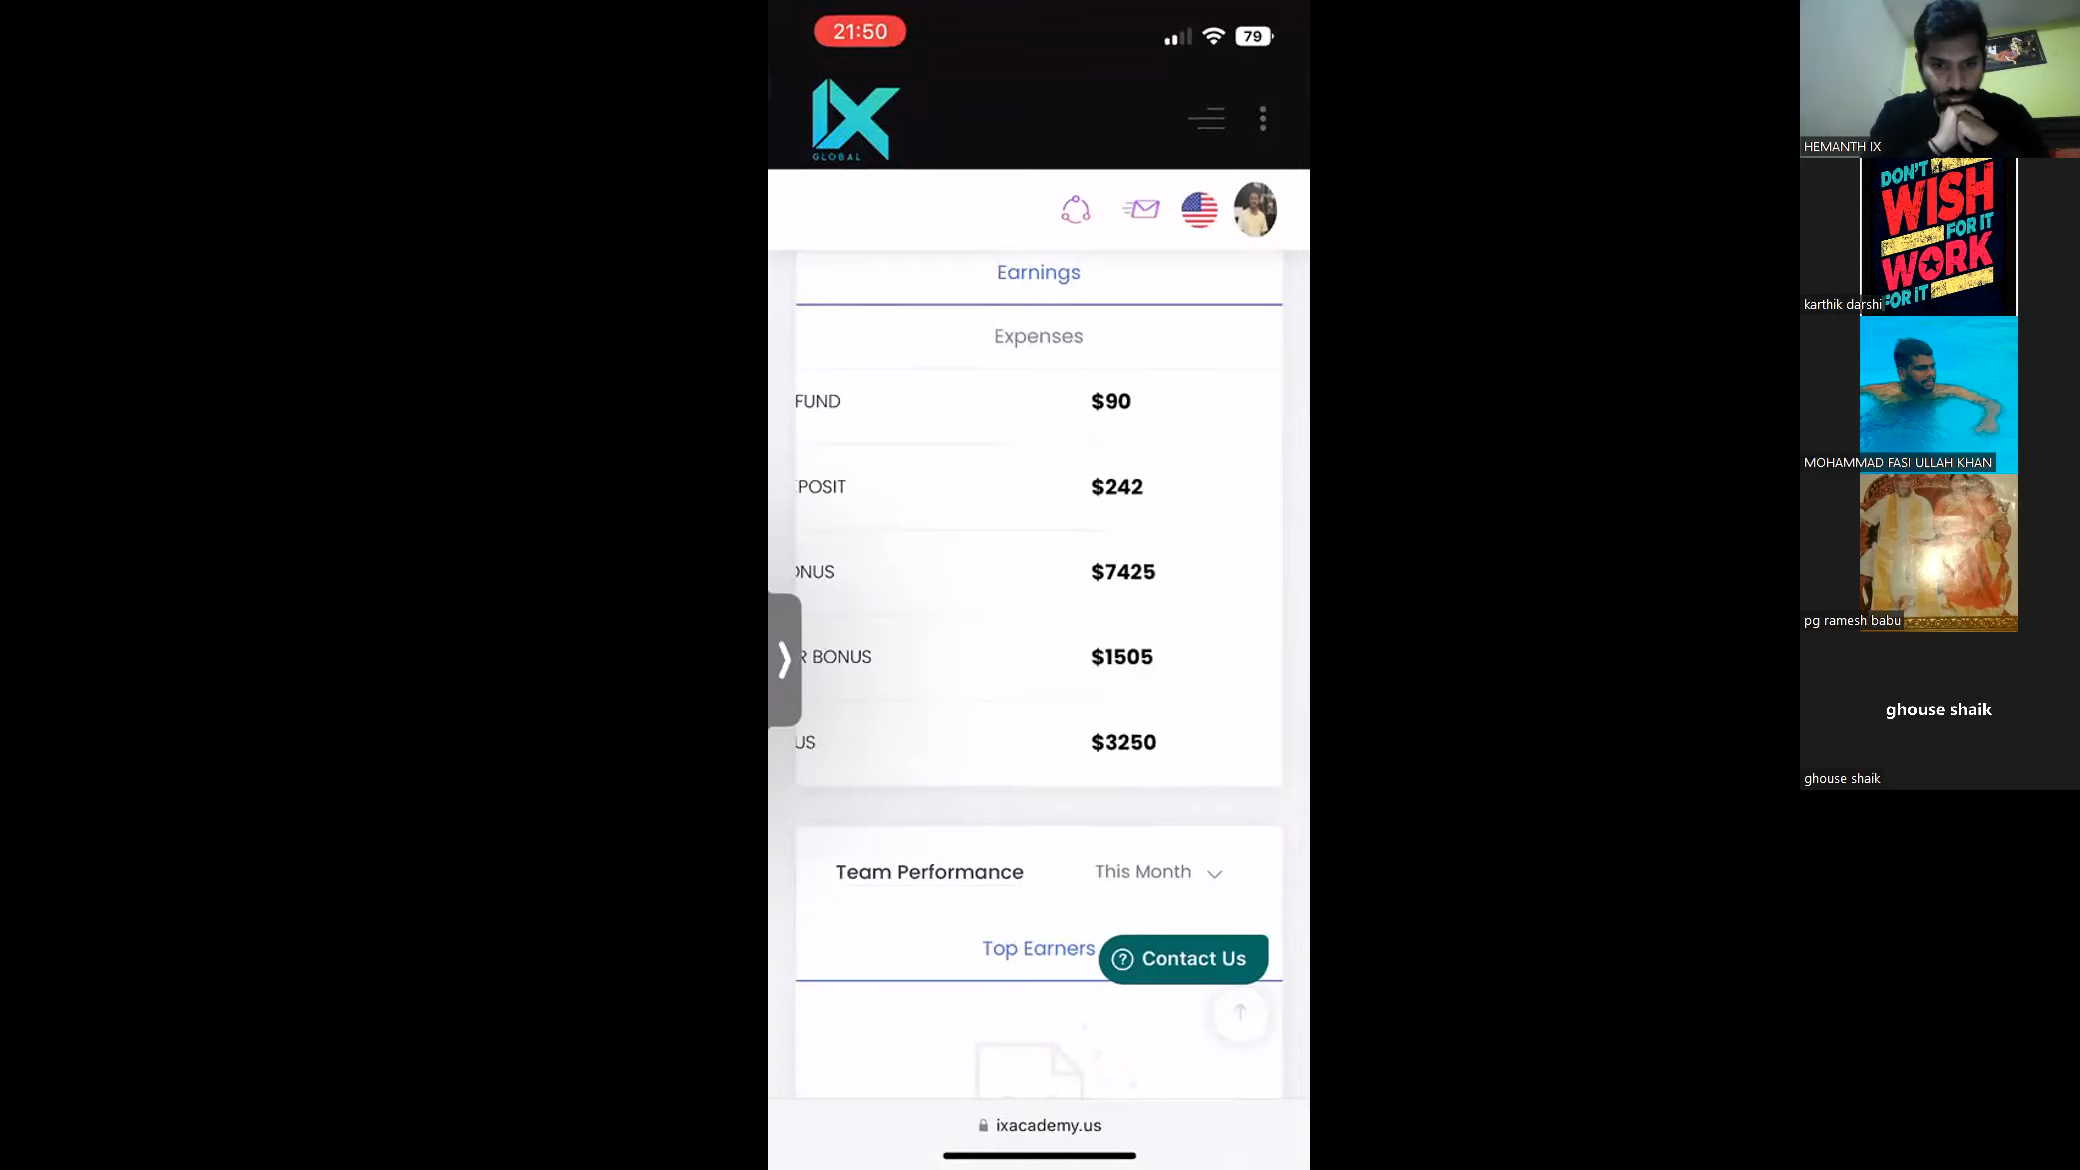 21:50
79
IX
GLOBAL
Earnings
Expenses
FUND $90
POSIT $242
ONUS $7425
R BONUS $1505
US $3250
Team Performance This Month
Top Earners
Contact Us
ixacademy.us
HEMANTH IX
DON'T
WISH
FOR IT
WORK
FOR IT
karthik darshi
MOHAMMAD FASI ULLAH KHAN
pg ramesh babu
ghouse shaik
ghouse shaik